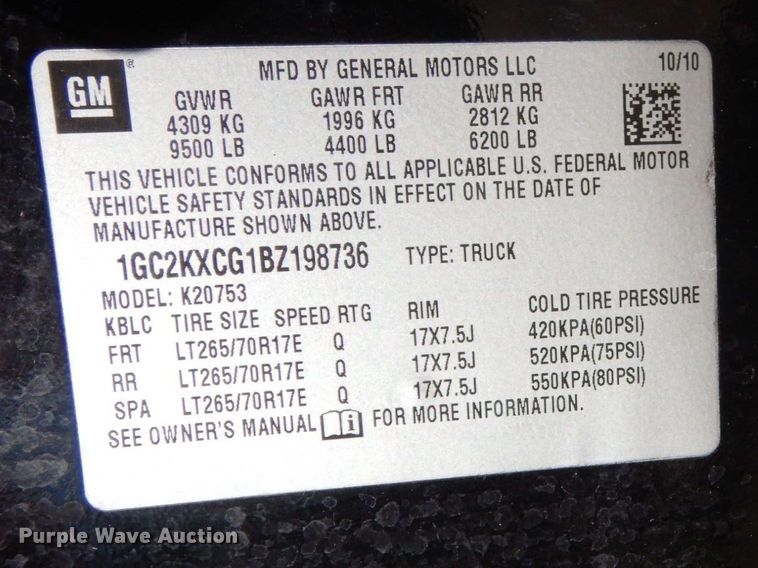 GM®
MFD BY GENERAL MOTORS LLC 10/10
GVWR GAWR FRT GAWR RR
4309 KG 1996 KG 2812 KG
9500 LB 4400 LB 6200 LB
THIS VEHICLE CONFORMS TO ALL APPLICABLE U.S. FEDERAL MOTOR
VEHICLE SAFETY STANDARDS IN EFFECT ON THE DATE OF
MANUFACTURE SHOWN ABOVE.
1GC2KXCG1BZ198736 TYPE: TRUCK
MODEL: K20753
KBLC TIRE SIZE SPEED RTG RIM COLD TIRE PRESSURE
FRT LT265/70R17E Q 17X7.5J 420KPA(60PSI)
RR LT265/70R17E Q 17X7.5J 520KPA(75PSI)
SPA LT265/70R17E Q 17X7.5J 550KPA(80PSI)
SEE OWNER'S MANUAL i FOR MORE INFORMATION.
Purple Wave Auction